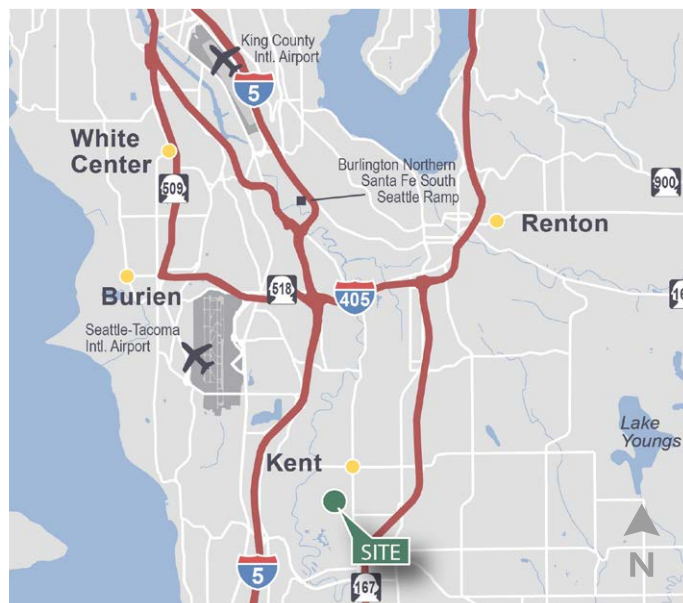 King County
Intl. Airport
5
White
Center
509
Burlington Northern
Santa Fe South
Seattle Ramp
900
Renton
518
405
Burien
Seattle-Tacoma
Intl. Airport
Lake
Youngs
Kent
SITE
N
5
167